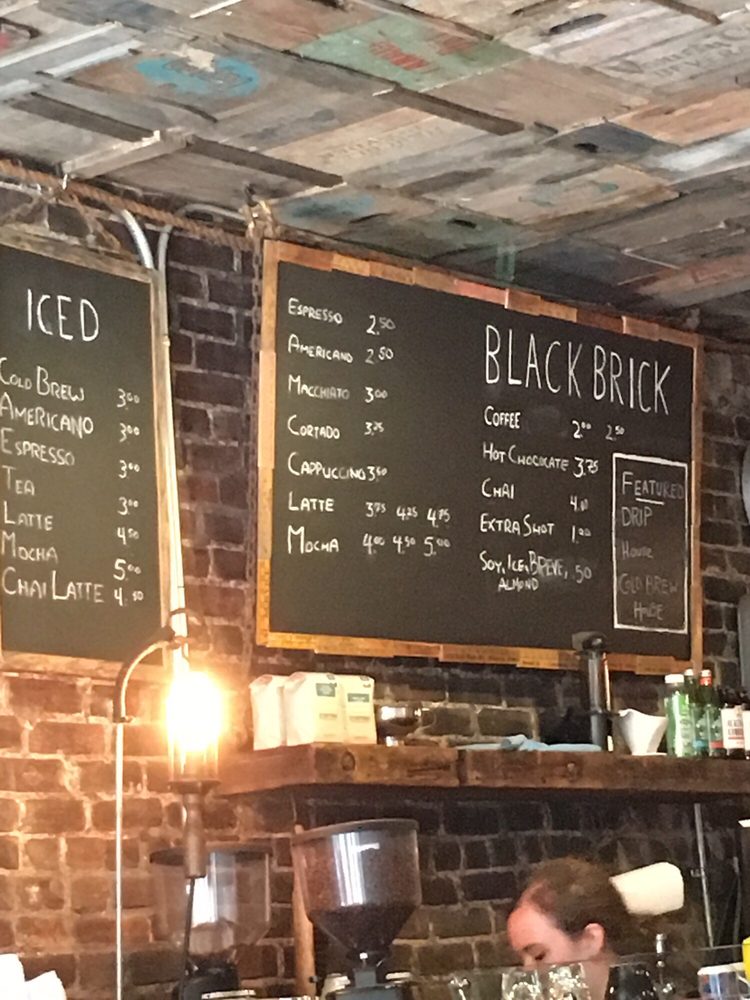 ICED
COLD BREW 3.00
AMERICANO 3.00
ESPRESSO 3.00
TEA 3.00
LATTE 4.50
MOCHA 5.00
CHAI LATTE 4.50
ESPRESSO 2.50
AMERICANO 2.50
MACCHIATO 3.00
CORTADO 3.25
CAPPUCCINO 3.50
LATTE 3.75 4.25 4.75
MOCHA 4.00 4.50 5.00
BLACK BRICK
COFFEE 2.00 2.50
HOT CHOCOLATE 3.75
CHAI
EXTRA SHOT 1.00
SOY, ICE, BREVE, .50
ALMOND
FEATURED
DRIP
House
COLD BREW
HOUSE